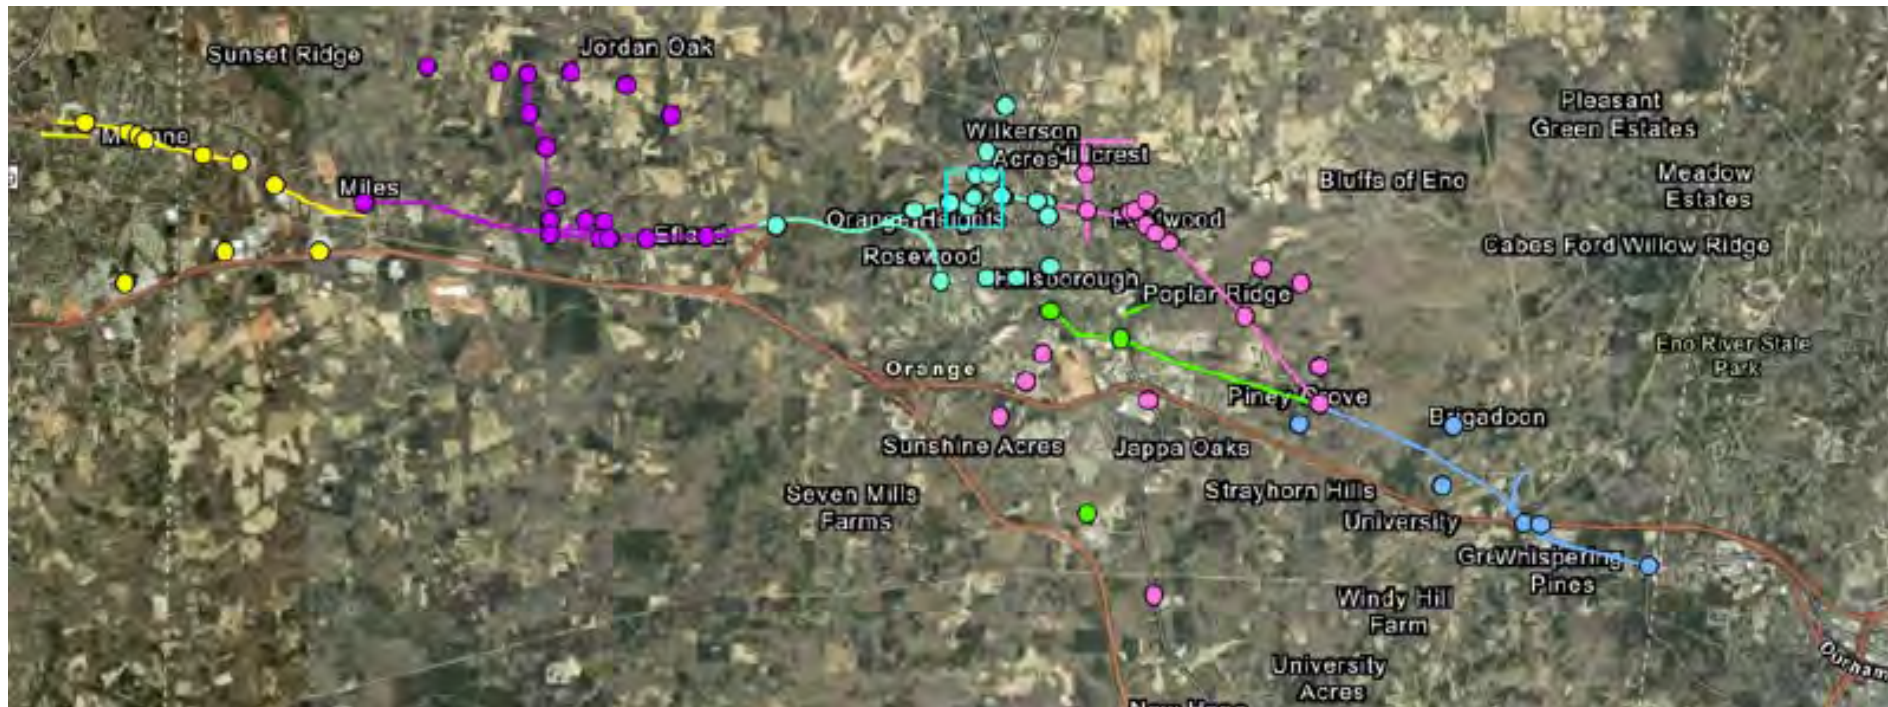 Sunset Ridge
Jordan Oak
Pleasant
Green Estates
Wilkerson
Acres
Hillcrest
Miles
Bluffs of Eno
Meadow
Estates
Orange Heights
Efland
Cabes Ford Willow Ridge
Rosewood
Hillsborough
Poplar Ridge
Eno River State
Park
Orange
Piney Grove
Brigadoon
Sunshine Acres
Jappa Oaks
Seven Mills
Farms
Strayhorn Hills
University
Whispering
Pines
Windy Hill
Farm
University
Acres
Durham